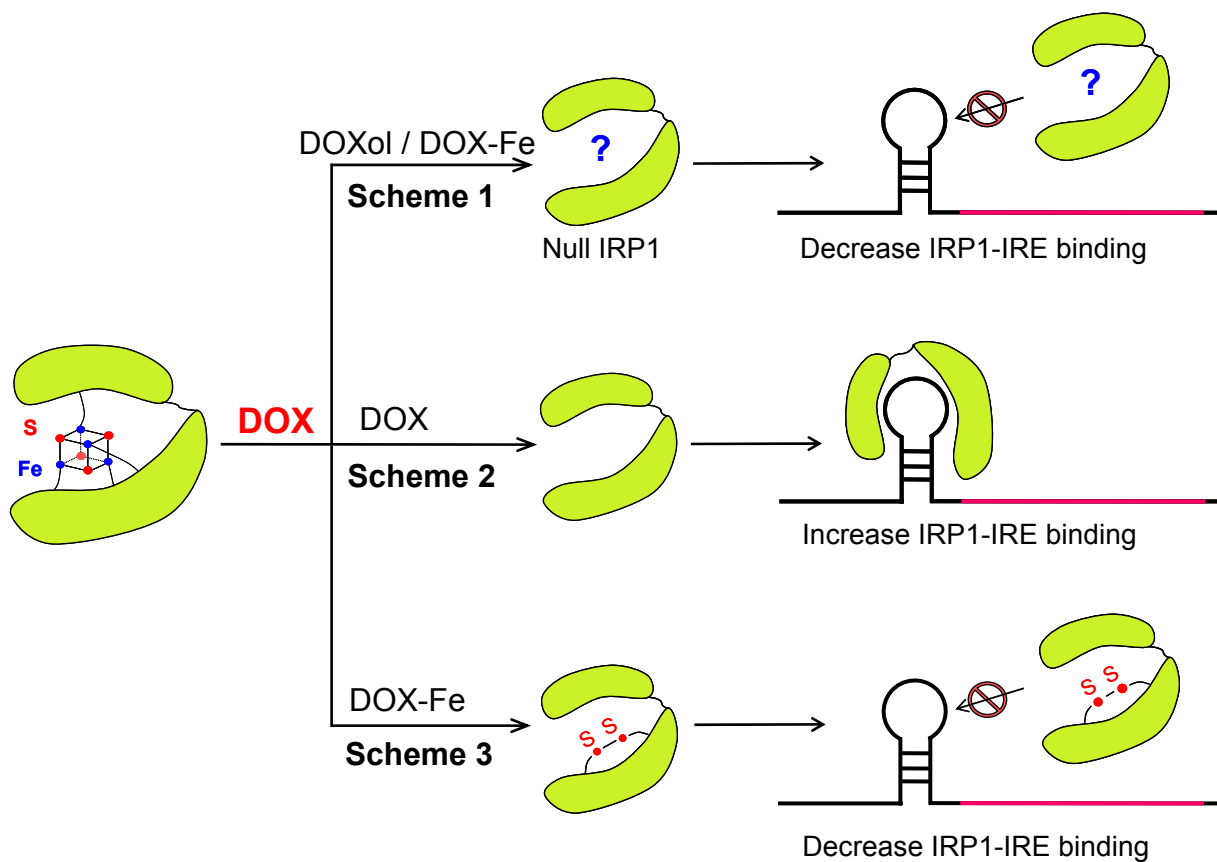 ?
DOXol / DOX-Fe
?
Scheme 1
Null IRP1
Decrease IRP1-IRE binding
S
Fe
DOX
DOX
Scheme 2
Increase IRP1-IRE binding
DOX-Fe
S S
Scheme 3
S S
Decrease IRP1-IRE binding